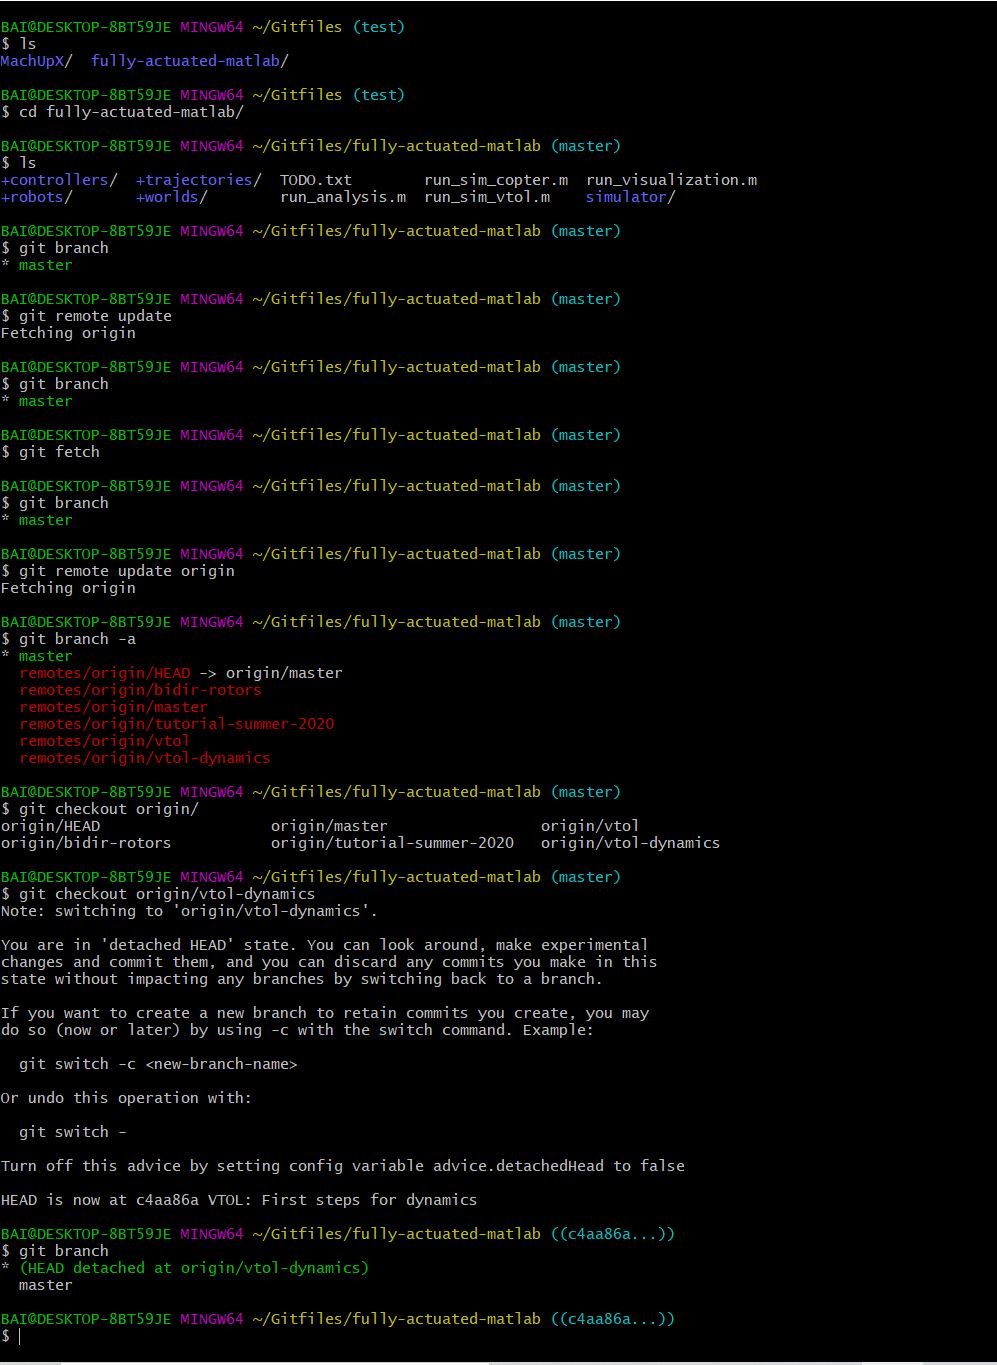 BAI@DESKTOP-8BT59JE MINGW64 ~/Gitfiles (test)
$ ls
MachUpX/  fully-actuated-matlab/
BAI@DESKTOP-8BT59JE MINGW64 ~/Gitfiles (test)
$ cd fully-actuated-matlab/
BAI@DESKTOP-8BT59JE MINGW64 ~/Gitfiles/fully-actuated-matlab (master)
$ ls
+controllers/  +trajectories/  TODO.txt        run_sim_copter.m  run_visualization.m
+robots/       +worlds/        run_analysis.m  run_sim_vtol.m    simulator/
BAI@DESKTOP-8BT59JE MINGW64 ~/Gitfiles/fully-actuated-matlab (master)
$ git branch
* master
BAI@DESKTOP-8BT59JE MINGW64 ~/Gitfiles/fully-actuated-matlab (master)
$ git remote update
Fetching origin
BAI@DESKTOP-8BT59JE MINGW64 ~/Gitfiles/fully-actuated-matlab (master)
$ git branch
* master
BAI@DESKTOP-8BT59JE MINGW64 ~/Gitfiles/fully-actuated-matlab (master)
$ git fetch
BAI@DESKTOP-8BT59JE MINGW64 ~/Gitfiles/fully-actuated-matlab (master)
$ git branch
* master
BAI@DESKTOP-8BT59JE MINGW64 ~/Gitfiles/fully-actuated-matlab (master)
$ git remote update origin
Fetching origin
BAI@DESKTOP-8BT59JE MINGW64 ~/Gitfiles/fully-actuated-matlab (master)
$ git branch -a
* master
  remotes/origin/HEAD -> origin/master
  remotes/origin/bidir-rotors
  remotes/origin/master
  remotes/origin/tutorial-summer-2020
  remotes/origin/vtol
  remotes/origin/vtol-dynamics
BAI@DESKTOP-8BT59JE MINGW64 ~/Gitfiles/fully-actuated-matlab (master)
$ git checkout origin/
origin/HEAD                   origin/master                 origin/vtol
origin/bidir-rotors           origin/tutorial-summer-2020   origin/vtol-dynamics
BAI@DESKTOP-8BT59JE MINGW64 ~/Gitfiles/fully-actuated-matlab (master)
$ git checkout origin/vtol-dynamics
Note: switching to 'origin/vtol-dynamics'.
You are in 'detached HEAD' state. You can look around, make experimental
changes and commit them, and you can discard any commits you make in this
state without impacting any branches by switching back to a branch.
If you want to create a new branch to retain commits you create, you may
do so (now or later) by using -c with the switch command. Example:
  git switch -c <new-branch-name>
Or undo this operation with:
  git switch -
Turn off this advice by setting config variable advice.detachedHead to false
HEAD is now at c4aa86a VTOL: First steps for dynamics
BAI@DESKTOP-8BT59JE MINGW64 ~/Gitfiles/fully-actuated-matlab ((c4aa86a...))
$ git branch
* (HEAD detached at origin/vtol-dynamics)
  master
BAI@DESKTOP-8BT59JE MINGW64 ~/Gitfiles/fully-actuated-matlab ((c4aa86a...))
$